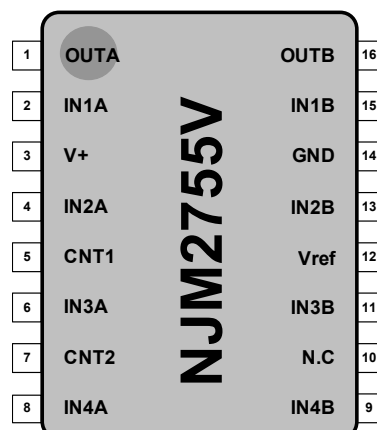 1 OUTA OUTB 16
2 IN1A IN1B 15
3 V+ GND 14
4 IN2A IN2B 13
5 CNT1 Vref 12
6 IN3A IN3B 11
7 CNT2 N.C 10
8 IN4A IN4B 9
NJM2755V